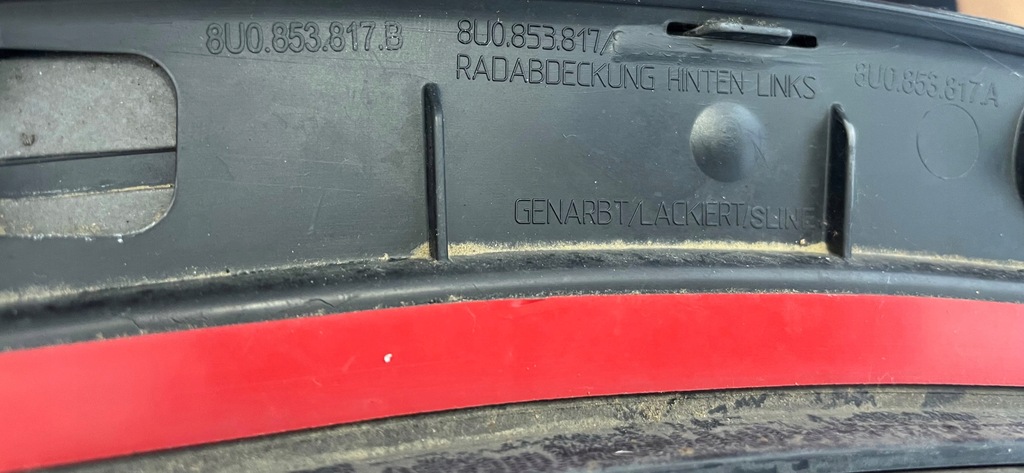 8U0.853.817.B
8U0.853.817/
RADABDECKUNG HINTEN LINKS
8U0.853.817.A
GENARBT/LACKIERT/SLINE